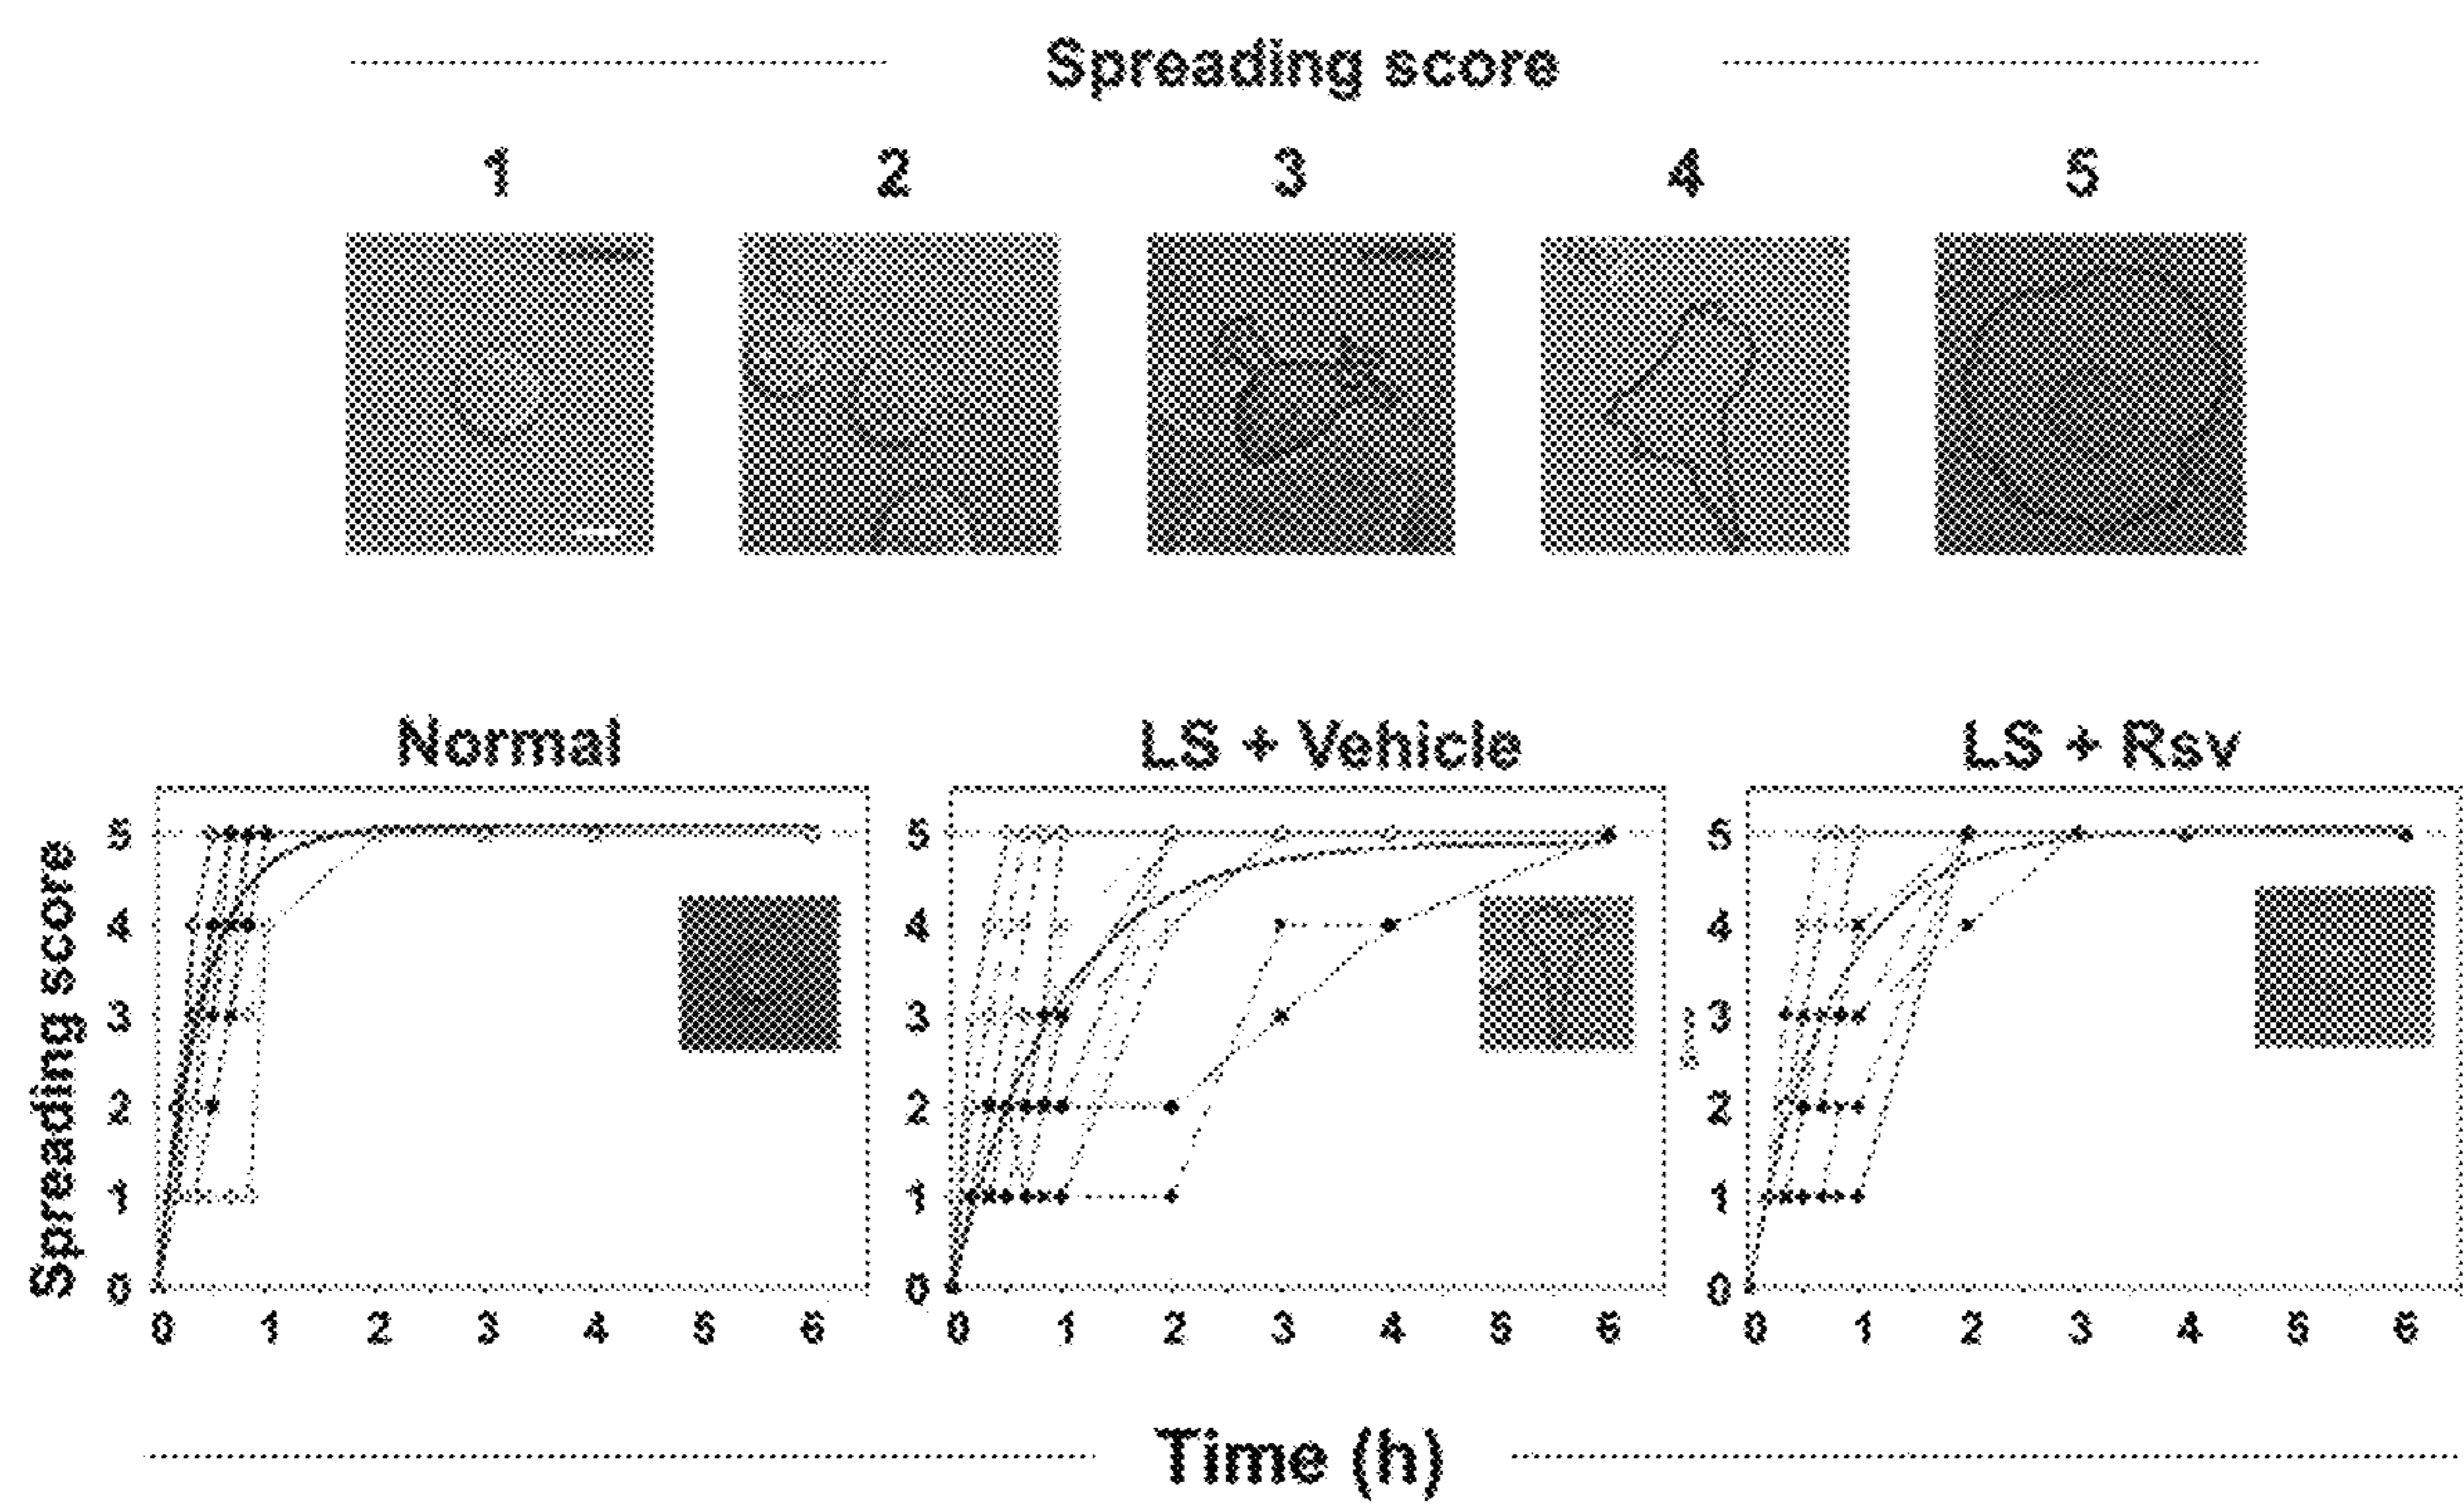 Spreading score
1 2 3 4 5
Normal LS + Vehicle LS + Rsv
Spreading score
5 5 5
4 4 4
3 3 3
2 2 2
1 1 1
0 0 0
0 1 2 3 4 5 6 0 1 2 3 4 5 6 0 1 2 3 4 5 6
Time (h)